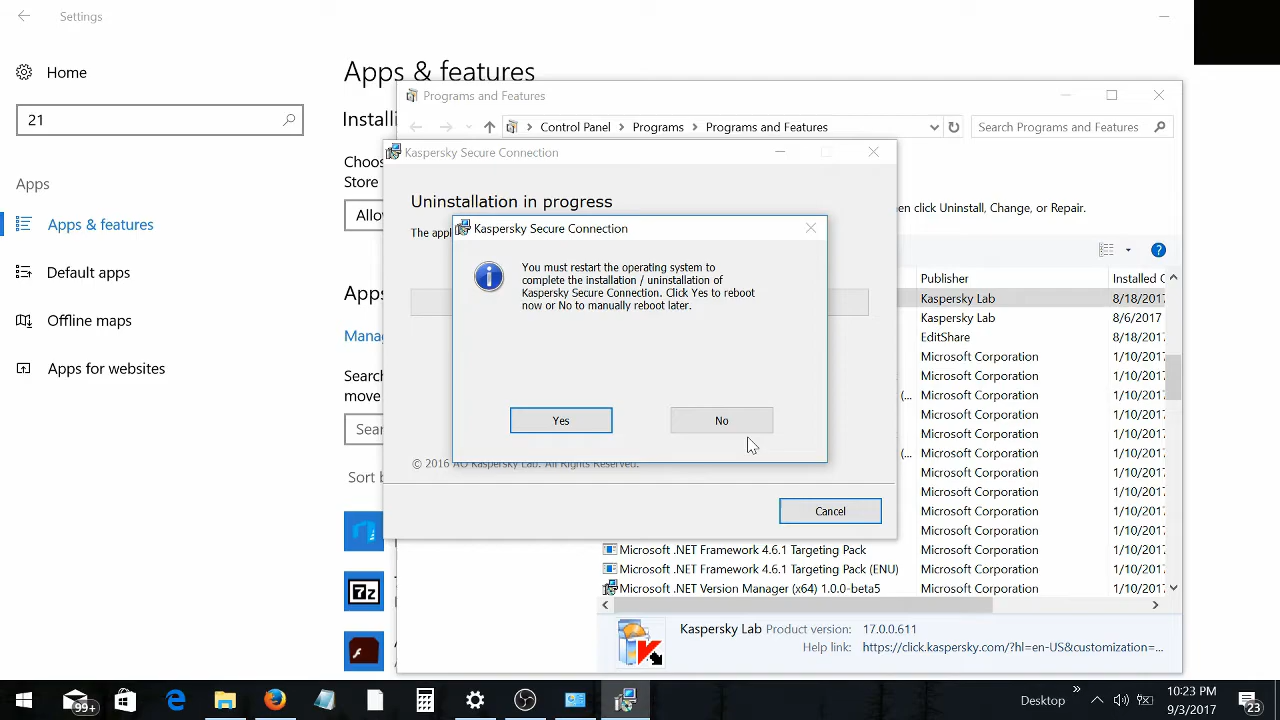 Settings
Home
21
Apps
Apps & features
Default apps
Offline maps
Apps for websites
Apps & features
Installi
Choos
Store
Allo
Apps
Manag
Search
move
Sear
Sort b
Programs and Features
Control Panel
Programs
Programs and Features
Search Programs and Features
en click Uninstall, Change, or Repair.
Kaspersky Secure Connection
Uninstallation in progress
The appl
Kaspersky Secure Connection
You must restart the operating system to
complete the installation / uninstallation of
Kaspersky Secure Connection. Click Yes to reboot
now or No to manually reboot later.
Yes
No
© 2016 AO Kaspersky Lab. All Rights Reserved.
Cancel
Publisher
Installed O
Kaspersky Lab
8/18/2017
Kaspersky Lab
8/6/2017
EditShare
8/18/2017
Microsoft Corporation
1/10/2017
Microsoft Corporation
1/10/2017
(...
Microsoft Corporation
1/10/2017
Microsoft Corporation
1/10/2017
Microsoft Corporation
1/10/2017
(...
Microsoft Corporation
1/10/2017
Microsoft Corporation
1/10/2017
Microsoft Corporation
1/10/2017
Microsoft Corporation
1/10/2017
Microsoft Corporation
1/10/2017
Microsoft .NET Framework 4.6.1 Targeting Pack
Microsoft Corporation
1/10/2017
Microsoft .NET Framework 4.6.1 Targeting Pack (ENU)
Microsoft Corporation
1/10/2017
Microsoft .NET Version Manager (x64) 1.0.0-beta5
Microsoft Corporation
1/10/2017
Kaspersky Lab Product version: 17.0.0.611
Help link: https://click.kaspersky.com/?hl=en-US&customization=...
7z
99+
Desktop
10:23 PM
9/3/2017
23